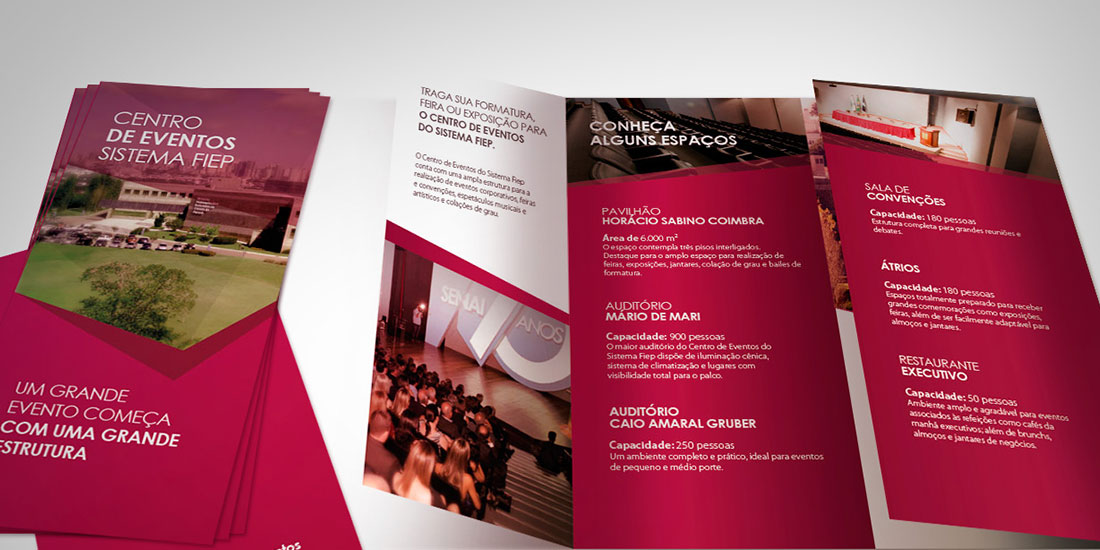 CENTRO
DE EVENTOS
SISTEMA FIEP
UM GRANDE
EVENTO COMEÇA
COM UMA GRANDE
ESTRUTURA
TRAGA SUA FORMATURA,
FEIRA OU EXPOSIÇÃO PARA
O CENTRO DE EVENTOS
DO SISTEMA FIEP.
O Centro de Eventos do Sistema Fiep
conta com uma ampla estrutura para a
realização de eventos corporativos, feiras
e convenções, espetáculos musicais e
artísticos e colações de grau.
SENAI
70
ANOS
CONHEÇA
ALGUNS ESPAÇOS
PAVILHÃO
HORÁCIO SABINO COIMBRA
Área de 6.000 m²
O espaço contempla três pisos interligados.
Destaque para o amplo espaço para realização de
feiras, exposições, jantares, colação de grau e bailes de
formatura.
AUDITÓRIO
MARIO DE MARI
Capacidade: 900 pessoas
O maior auditório do Centro de Eventos do
Sistema Fiep dispõe de iluminação cênica,
sistema de climatização e lugares com
visibilidade total para o palco.
AUDITÓRIO
CAIO AMARAL GRUBER
Capacidade: 250 pessoas
Um ambiente completo e prático, ideal para eventos
de pequeno e médio porte.
SALA DE
CONVENÇÕES
Capacidade: 180 pessoas
Estrutura completa para grandes reuniões e
debates.
ÁTRIOS
Capacidade: 180 pessoas
Espaços totalmente preparado para receber
grandes comemorações como exposições,
feiras, além de ser facilmente adaptável para
almoços e jantares.
RESTAURANTE
EXECUTIVO
Capacidade: 50 pessoas
Ambiente amplo e agradável para eventos
associados às refeições como cafés da
manhã executivos; além de brunchs,
almoços e jantares de negócios.